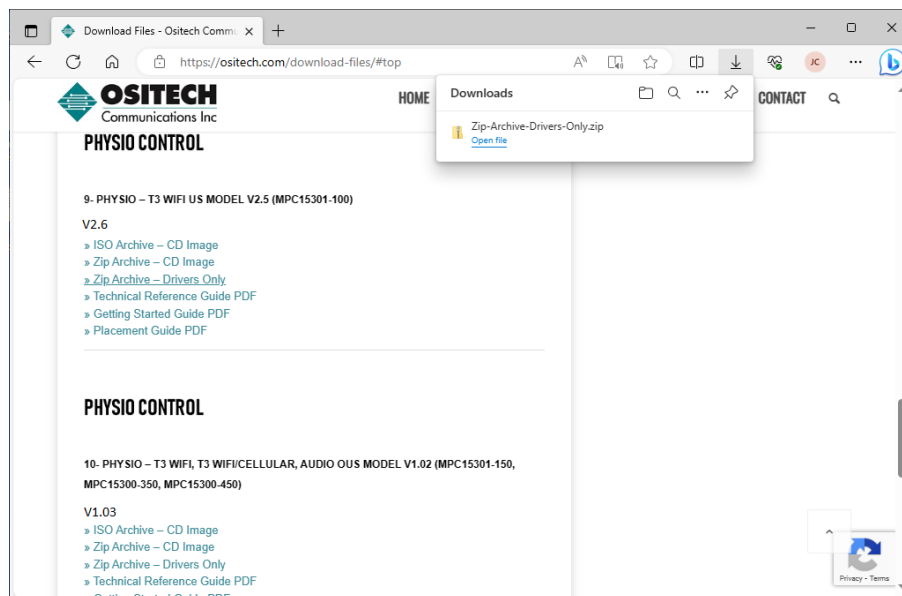 Download Files - Ositech Commu
https://ositech.com/download-files/#top
JC
OSITECH
Communications Inc
HOME
CONTACT
Downloads
Zip-Archive-Drivers-Only.zip
Open file
PHYSIO CONTROL
9- PHYSIO – T3 WIFI US MODEL V2.5 (MPC15301-100)
V2.6
» ISO Archive – CD Image
» Zip Archive – CD Image
» Zip Archive – Drivers Only
» Technical Reference Guide PDF
» Getting Started Guide PDF
» Placement Guide PDF
PHYSIO CONTROL
10- PHYSIO – T3 WIFI, T3 WIFI/CELLULAR, AUDIO OUS MODEL V1.02 (MPC15301-150,
MPC15300-350, MPC15300-450)
V1.03
» ISO Archive – CD Image
» Zip Archive – CD Image
» Zip Archive – Drivers Only
» Technical Reference Guide PDF
» Getting Started Guide PDF
Privacy - Terms